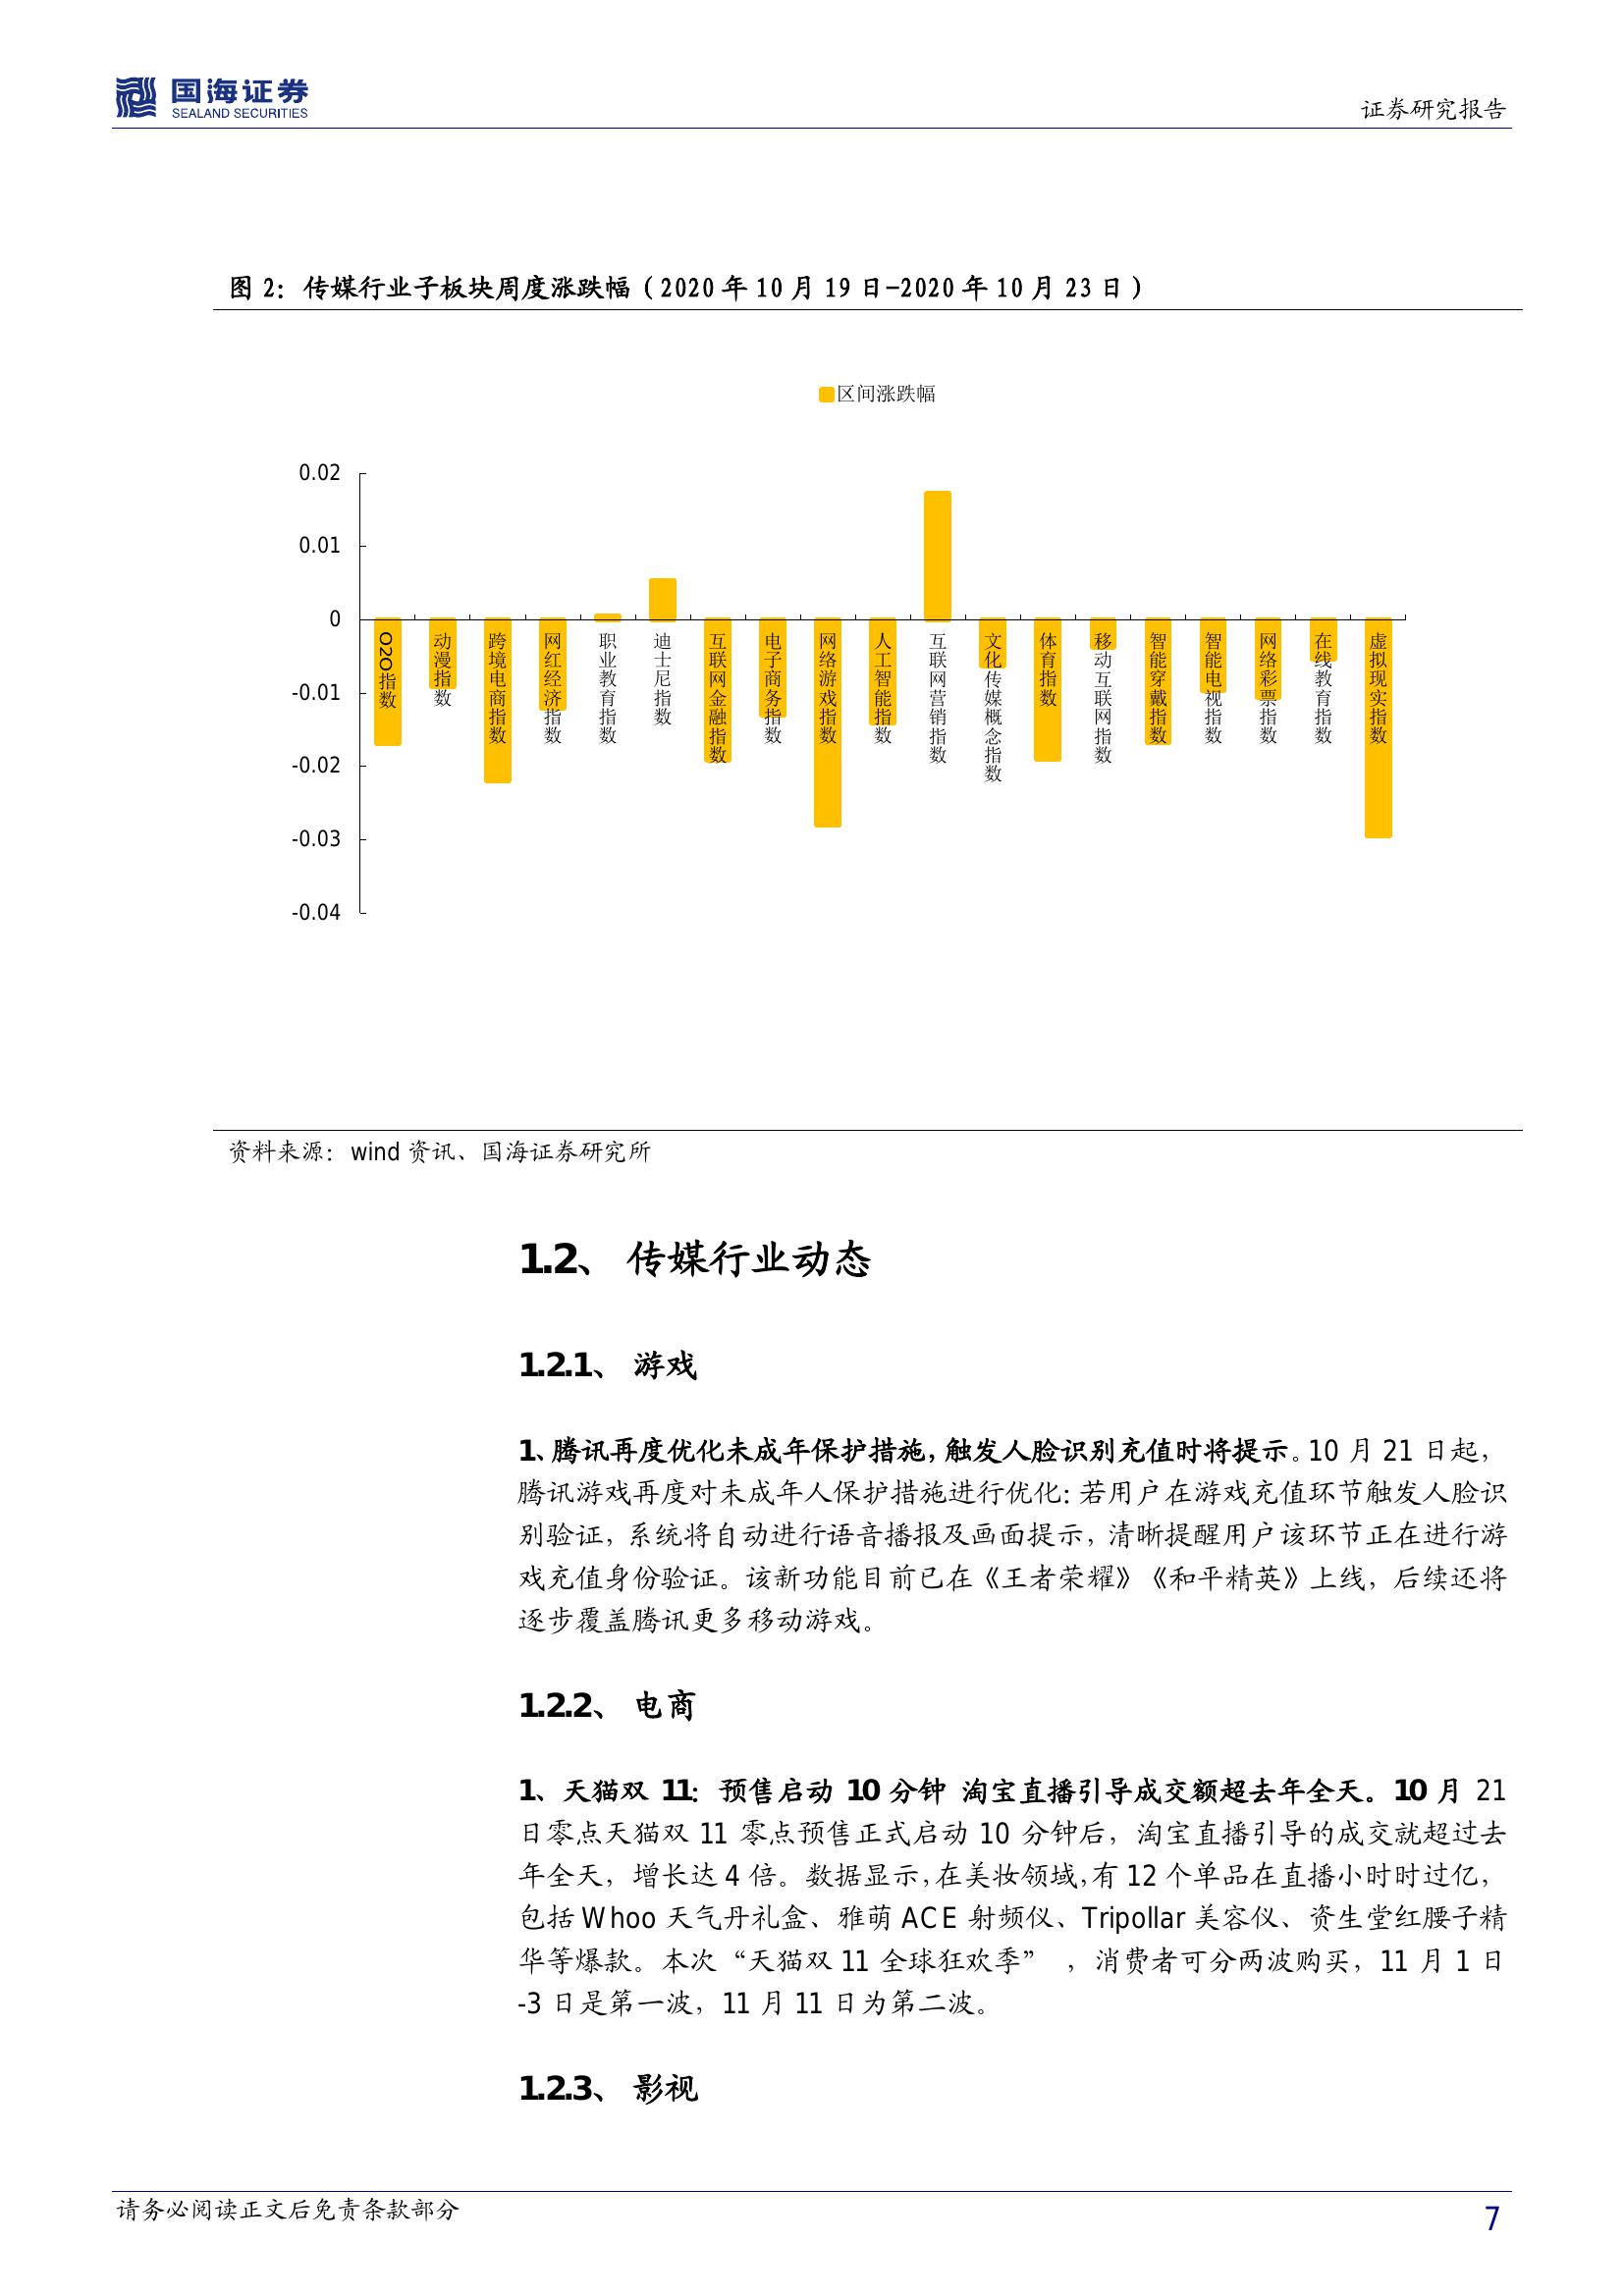 国海证券
SEALAND SECURITIES
证券研究报告
图 2：传媒行业子板块周度涨跌幅（2020 年 10 月 19 日-2020 年 10 月 23 日）
区间涨跌幅
0.02
0.01
0
-0.01
-0.02
-0.03
-0.04
O2O指数
动漫指数
跨境电商指数
网红经济指数
职业教育指数
迪士尼指数
互联网金融指数
电子商务指数
网络游戏指数
人工智能指数
互联网营销指数
文化传媒概念指数
体育指数
移动互联网指数
智能穿戴指数
智能电视指数
网络彩票指数
在线教育指数
虚拟现实指数
资料来源：wind 资讯、国海证券研究所
1.2、 传媒行业动态
1.2.1、 游戏
1、腾讯再度优化未成年保护措施，触发人脸识别充值时将提示。10 月 21 日起，
腾讯游戏再度对未成年人保护措施进行优化：若用户在游戏充值环节触发人脸识
别验证，系统将自动进行语音播报及画面提示，清晰提醒用户该环节正在进行游
戏充值身份验证。该新功能目前已在《王者荣耀》《和平精英》上线，后续还将
逐步覆盖腾讯更多移动游戏。
1.2.2、 电商
1、天猫双 11：预售启动 10 分钟 淘宝直播引导成交额超去年全天。10 月 21
日零点天猫双 11 零点预售正式启动 10 分钟后，淘宝直播引导的成交就超过去
年全天，增长达 4 倍。数据显示，在美妆领域，有 12 个单品在直播小时时过亿，
包括 Whoo 天气丹礼盒、雅萌 ACE 射频仪、Tripollar 美容仪、资生堂红腰子精
华等爆款。本次“天猫双 11 全球狂欢季” ，消费者可分两波购买，11 月 1 日
-3 日是第一波，11 月 11 日为第二波。
1.2.3、 影视
请务必阅读正文后免责条款部分
7